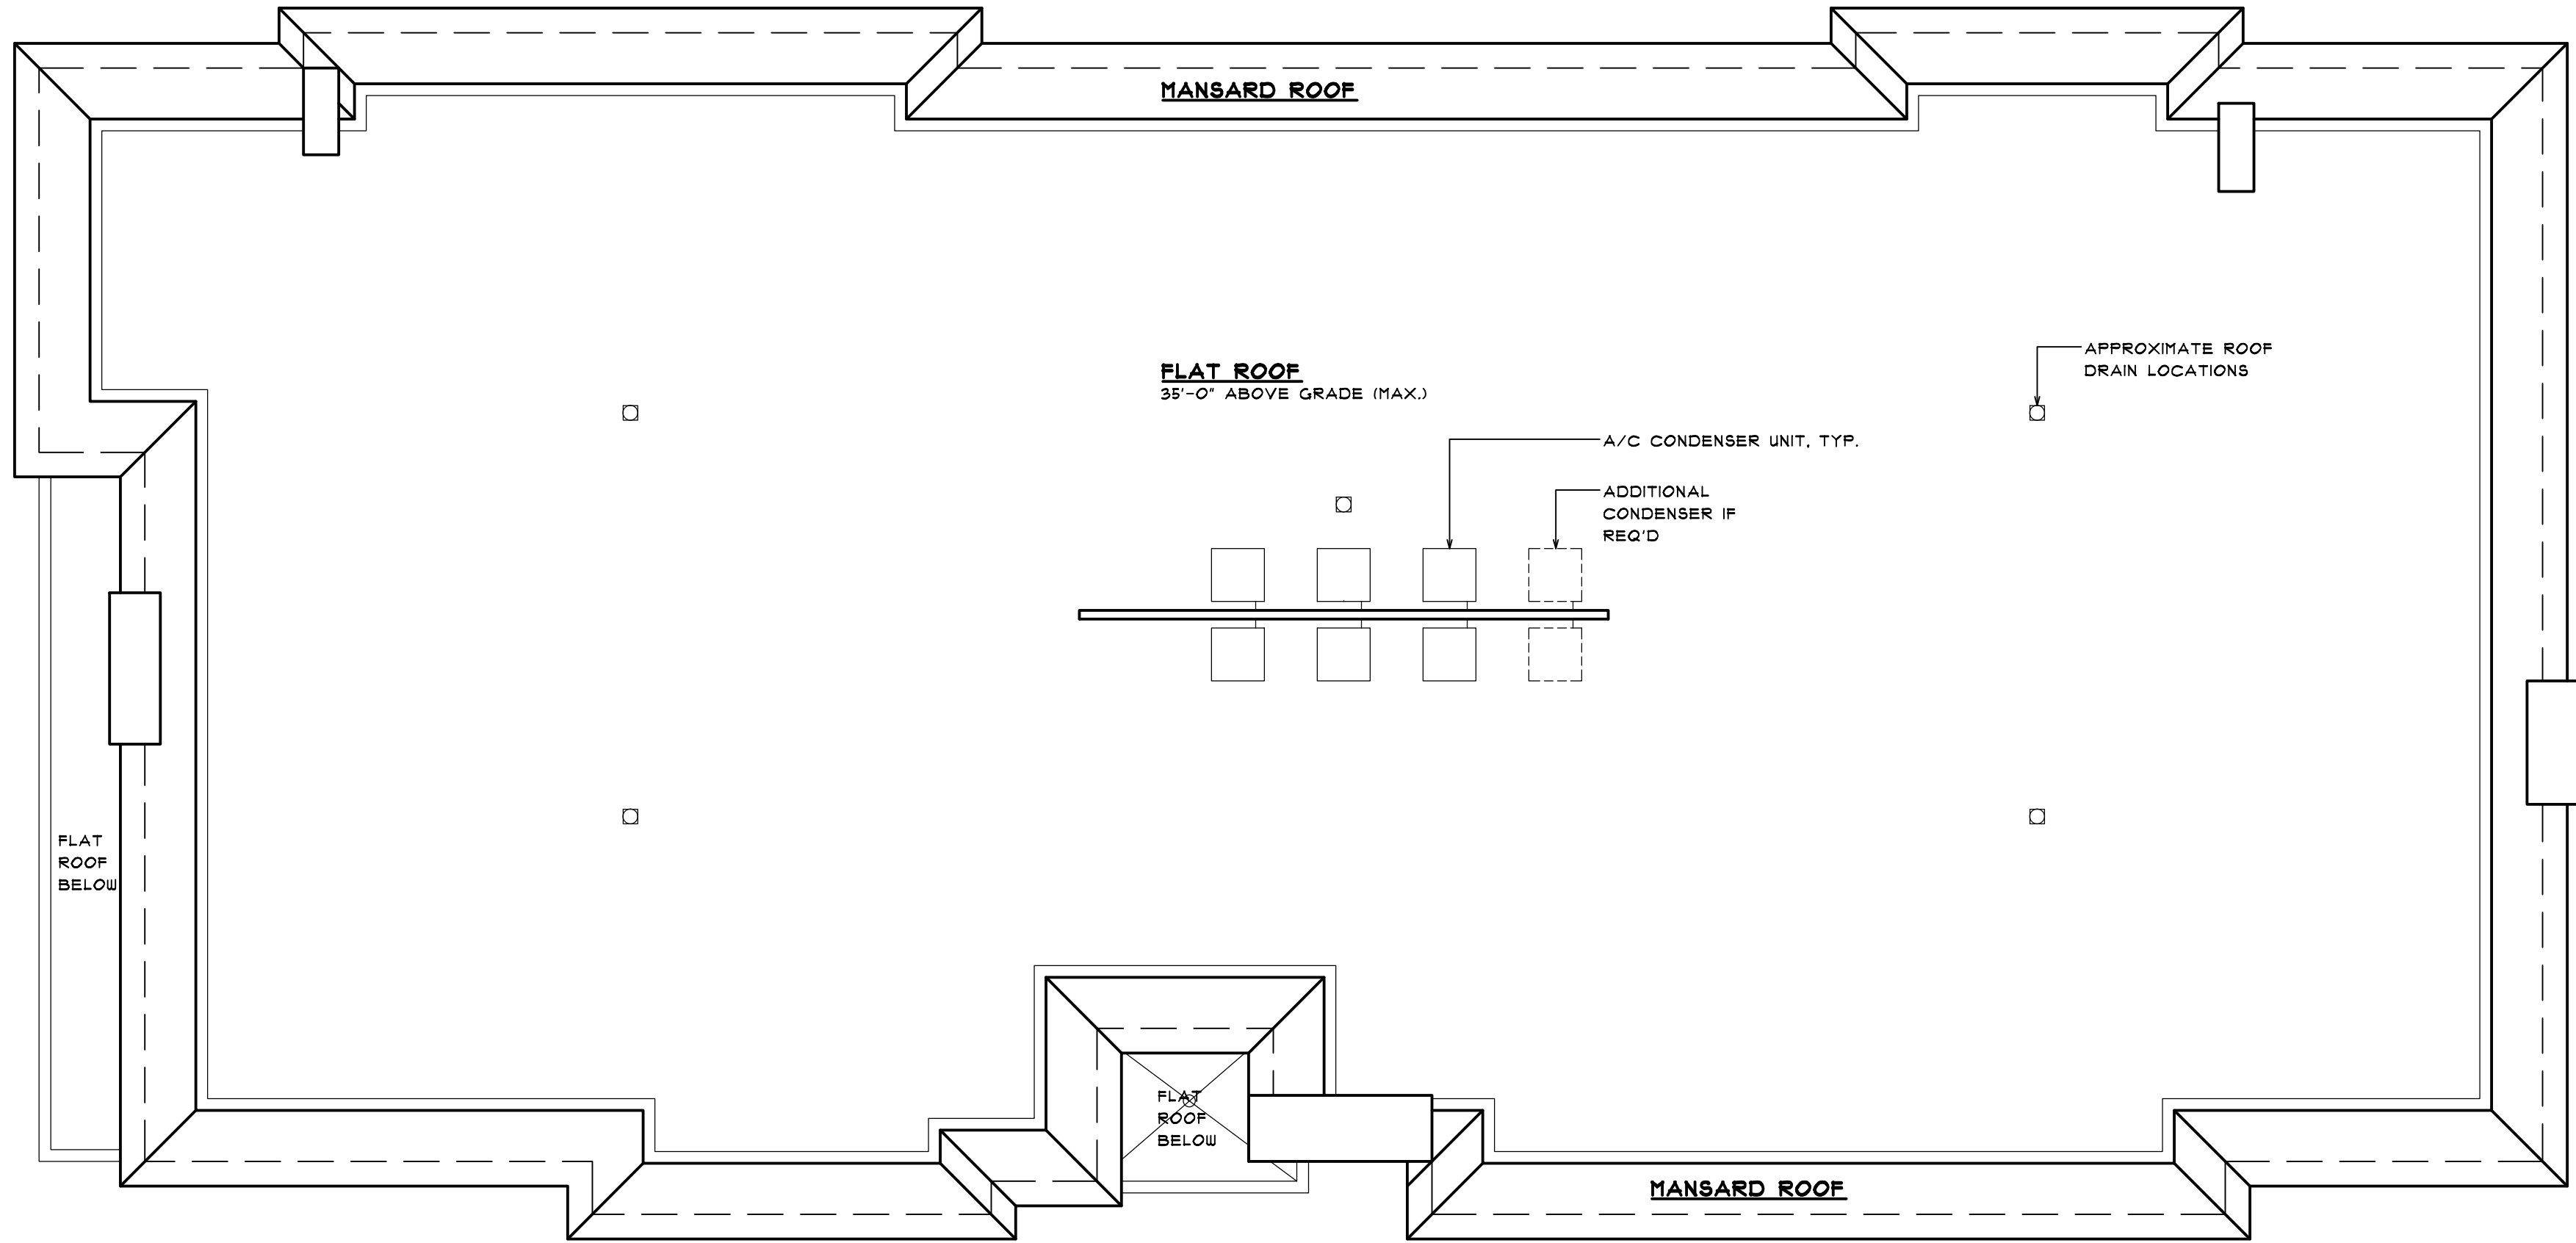 MANSARD ROOF
APPROXIMATE ROOF
DRAIN LOCATIONS
FLAT ROOF
35'-0" ABOVE GRADE (MAX.)
A/C CONDENSER UNIT, TYP.
ADDITIONAL
CONDENSER IF
REQ'D
FLAT
ROOF
BELOW
FLAT
ROOF
BELOW
MANSARD ROOF